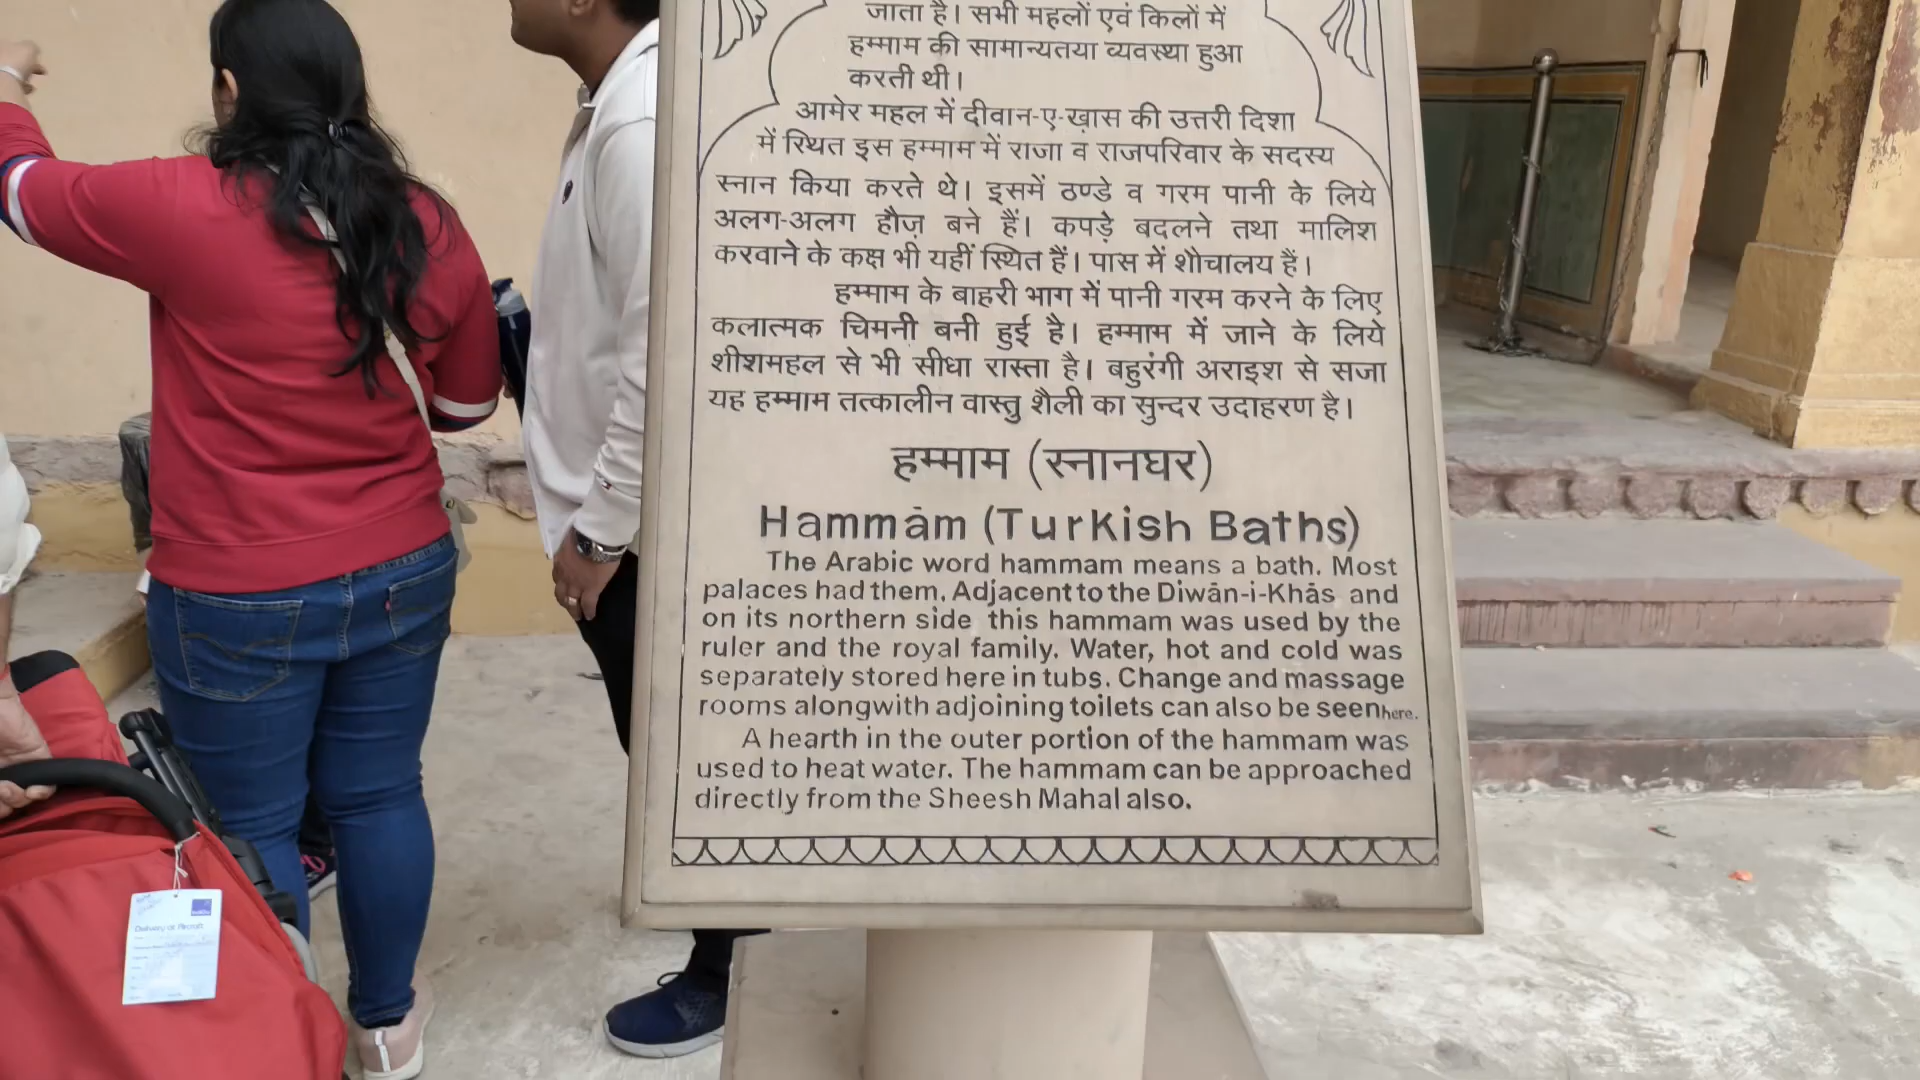 जाता है। सभी महलों एवं किलों में
हम्माम की सामान्यतया व्यवस्था हुआ
करती थी।
आमेर महल में दीवान-ए-ख़ास की उत्तरी दिशा
में स्थित इस हम्माम में राजा व राजपरिवार के सदस्य
स्नान किया करते थे। इसमें ठण्डे व गरम पानी के लिये
अलग-अलग हौज़ बने हैं। कपड़े बदलने तथा मालिश
करवाने के कक्ष भी यहीं स्थित हैं। पास में शौचालय हैं।
हम्माम के बाहरी भाग में पानी गरम करने के लिए
कलात्मक चिमनी बनी हुई है। हम्माम में जाने के लिये
शीशमहल से भी सीधा रास्ता है। बहुरंगी अराइश से सजा
यह हम्माम तत्कालीन वास्तु शैली का सुन्दर उदाहरण है।
हम्माम (स्नानघर)
Hammām (Turkish Baths)
The Arabic word hammam means a bath. Most
palaces had them. Adjacent to the Diwān-i-Khās and
on its northern side this hammam was used by the
ruler and the royal family. Water, hot and cold was
separately stored here in tubs. Change and massage
rooms alongwith adjoining toilets can also be seen here.
A hearth in the outer portion of the hammam was
used to heat water. The hammam can be approached
directly from the Sheesh Mahal also.
Delivery at Aircraft